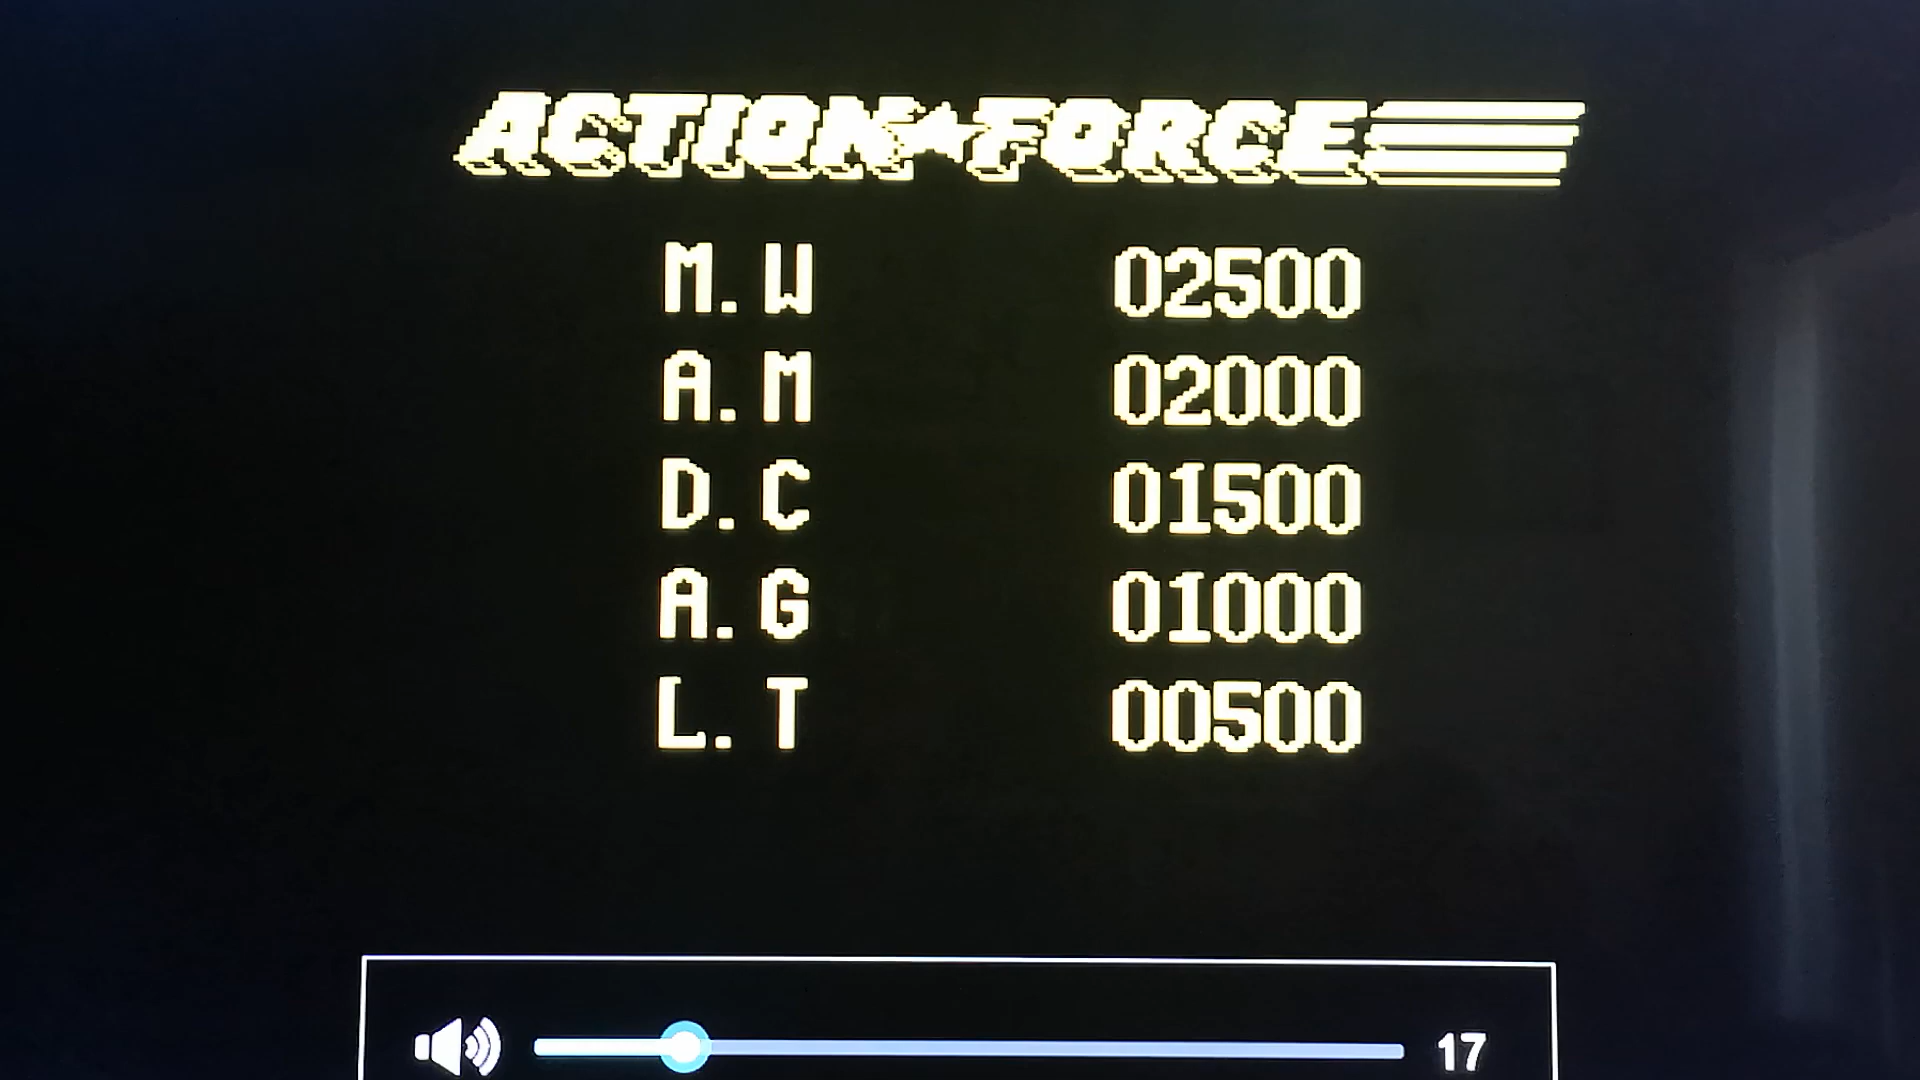 ACTION★FORCE
M. W 02500
A. M 02000
D. C 01500
A. G 01000
L. T 00500
17